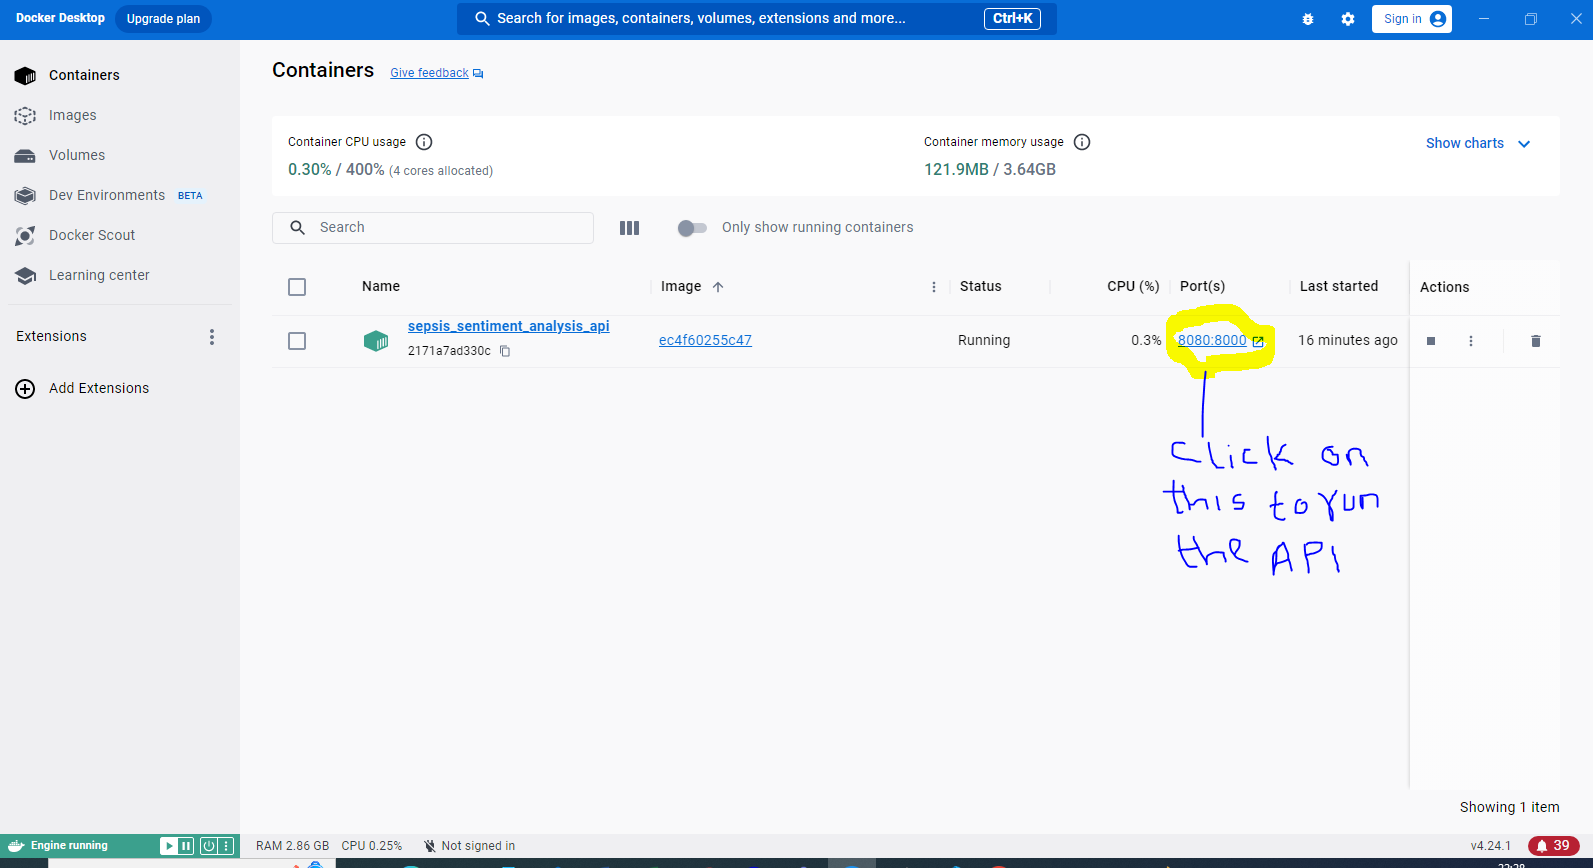 Docker Desktop Upgrade plan Search for images, containers, volumes, extensions and more... Ctrl+K Sign in
Containers
Images
Volumes
Dev Environments BETA
Docker Scout
Learning center
Extensions
Add Extensions
Containers Give feedback
Container CPU usage
0.30% / 400% (4 cores allocated)
Container memory usage
121.9MB / 3.64GB
Show charts
Search
Only show running containers
Name Image Status CPU (%) Port(s) Last started Actions
sepsis_sentiment_analysis_api ec4f60255c47 Running 0.3% 8080:8000 16 minutes ago
2171a7ad330c
Click on
this to run
the API
Showing 1 item
Engine running RAM 2.86 GB CPU 0.25% Not signed in v4.24.1 39